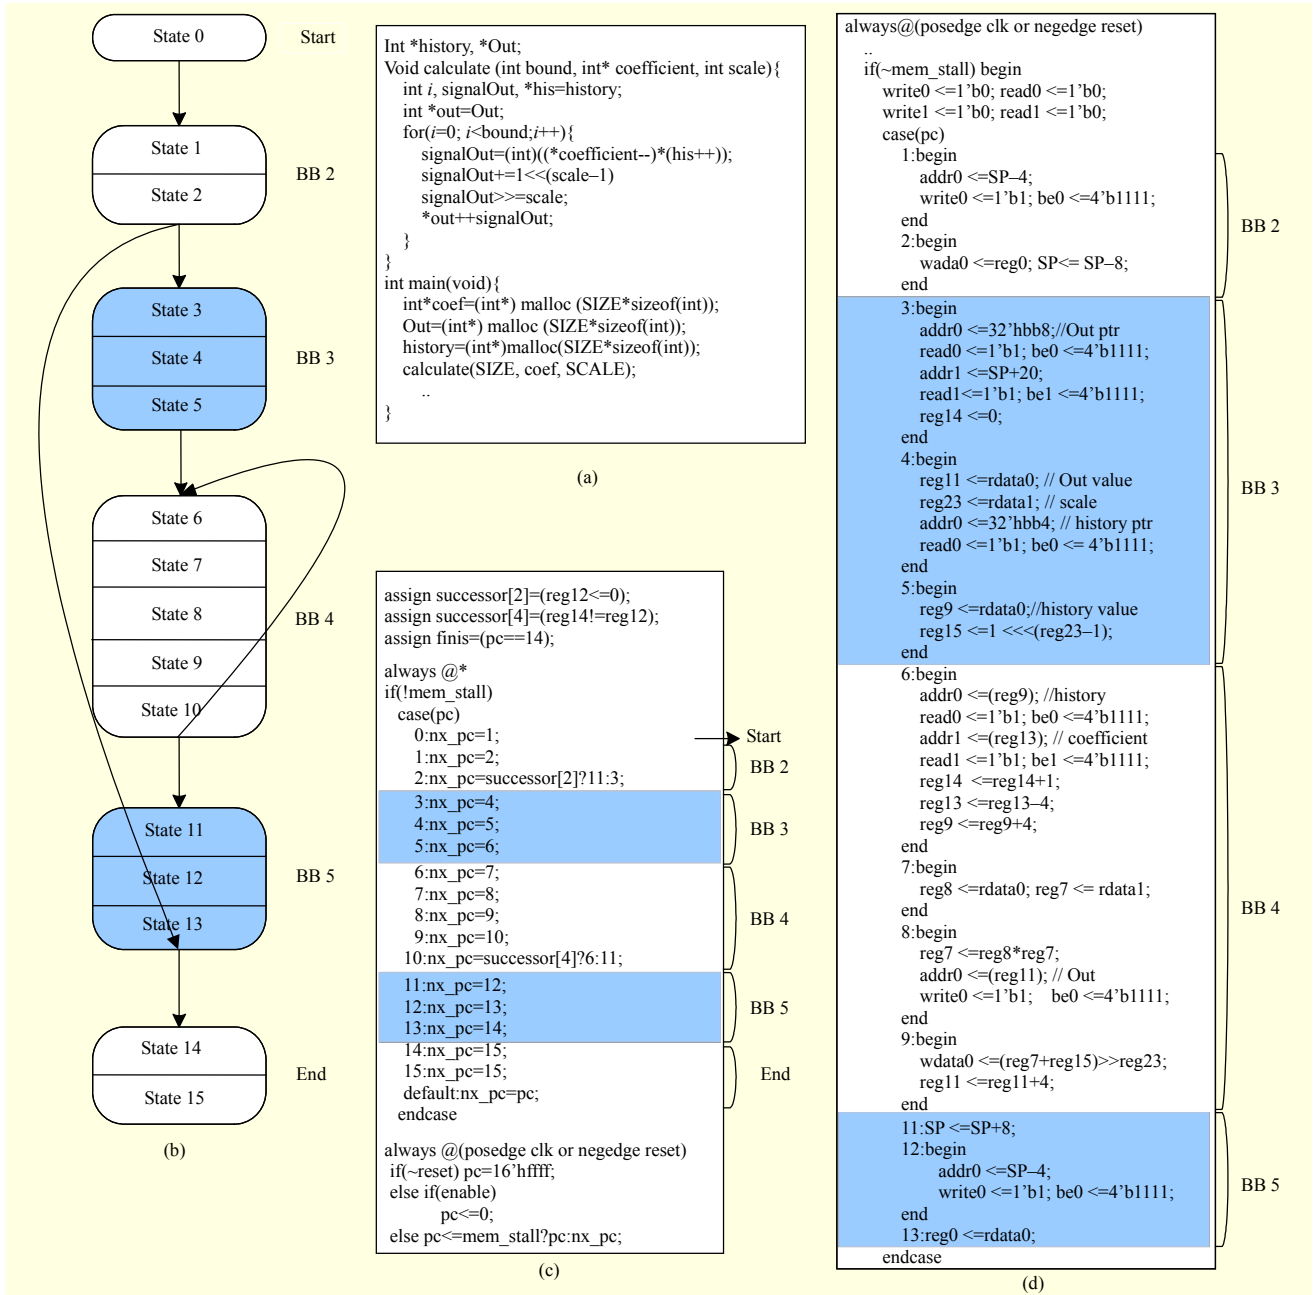 State 0
Start
State 1
State 2
BB 2
State 3
State 4
State 5
BB 3
State 6
State 7
State 8
State 9
State 10
BB 4
State 11
State 12
State 13
BB 5
State 14
State 15
End
(b)
Int *history, *Out;
Void calculate (int bound, int* coefficient, int scale){
int i, signalOut, *his=history;
int *out=Out;
for(i=0; i<bound;i++){
signalOut=(int)((*coefficient--)*(his++));
signalOut+=1<<(scale–1)
signalOut>>=scale;
*out++signalOut;
}
}
int main(void){
int*coef=(int*) malloc (SIZE*sizeof(int));
Out=(int*) malloc (SIZE*sizeof(int));
history=(int*)malloc(SIZE*sizeof(int));
calculate(SIZE, coef, SCALE);
..
}
(a)
assign successor[2]=(reg12<=0);
assign successor[4]=(reg14!=reg12);
assign finis=(pc==14);
always @*
if(!mem_stall)
case(pc)
0:nx_pc=1;
1:nx_pc=2;
2:nx_pc=successor[2]?11:3;
3:nx_pc=4;
4:nx_pc=5;
5:nx_pc=6;
6:nx_pc=7;
7:nx_pc=8;
8:nx_pc=9;
9:nx_pc=10;
10:nx_pc=successor[4]?6:11;
11:nx_pc=12;
12:nx_pc=13;
13:nx_pc=14;
14:nx_pc=15;
15:nx_pc=15;
default:nx_pc=pc;
endcase
always @(posedge clk or negedge reset)
if(~reset) pc=16’hffff;
else if(enable)
pc<=0;
else pc<=mem_stall?pc:nx_pc;
Start
BB 2
BB 3
BB 4
BB 5
End
(c)
always@(posedge clk or negedge reset)
..
if(~mem_stall) begin
write0 <=1’b0; read0 <=1’b0;
write1 <=1’b0; read1 <=1’b0;
case(pc)
1:begin
addr0 <=SP–4;
write0 <=1’b1; be0 <=4’b1111;
end
2:begin
wada0 <=reg0; SP<= SP–8;
end
3:begin
addr0 <=32’hbb8;//Out ptr
read0 <=1’b1; be0 <=4’b1111;
addr1 <=SP+20;
read1<=1’b1; be1 <=4’b1111;
reg14 <=0;
end
4:begin
reg11 <=rdata0; // Out value
reg23 <=rdata1; // scale
addr0 <=32’hbb4; // history ptr
read0 <=1’b1; be0 <= 4’b1111;
end
5:begin
reg9 <=rdata0;//history value
reg15 <=1 <<<(reg23–1);
end
6:begin
addr0 <=(reg9); //history
read0 <=1’b1; be0 <=4’b1111;
addr1 <=(reg13); // coefficient
read1 <=1’b1; be1 <=4’b1111;
reg14 <=reg14+1;
reg13 <=reg13–4;
reg9 <=reg9+4;
end
7:begin
reg8 <=rdata0; reg7 <= rdata1;
end
8:begin
reg7 <=reg8*reg7;
addr0 <=(reg11); // Out
write0 <=1’b1; be0 <=4’b1111;
end
9:begin
wdata0 <=(reg7+reg15)>>reg23;
reg11 <=reg11+4;
end
11:SP <=SP+8;
12:begin
addr0 <=SP–4;
write0 <=1’b1; be0 <=4’b1111;
end
13:reg0 <=rdata0;
endcase
BB 2
BB 3
BB 4
BB 5
(d)